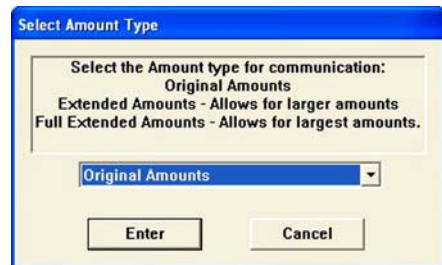 Select Amount Type
Select the Amount type for communication:
Original Amounts
Extended Amounts - Allows for larger amounts
Full Extended Amounts - Allows for largest amounts.
Original Amounts
Enter Cancel